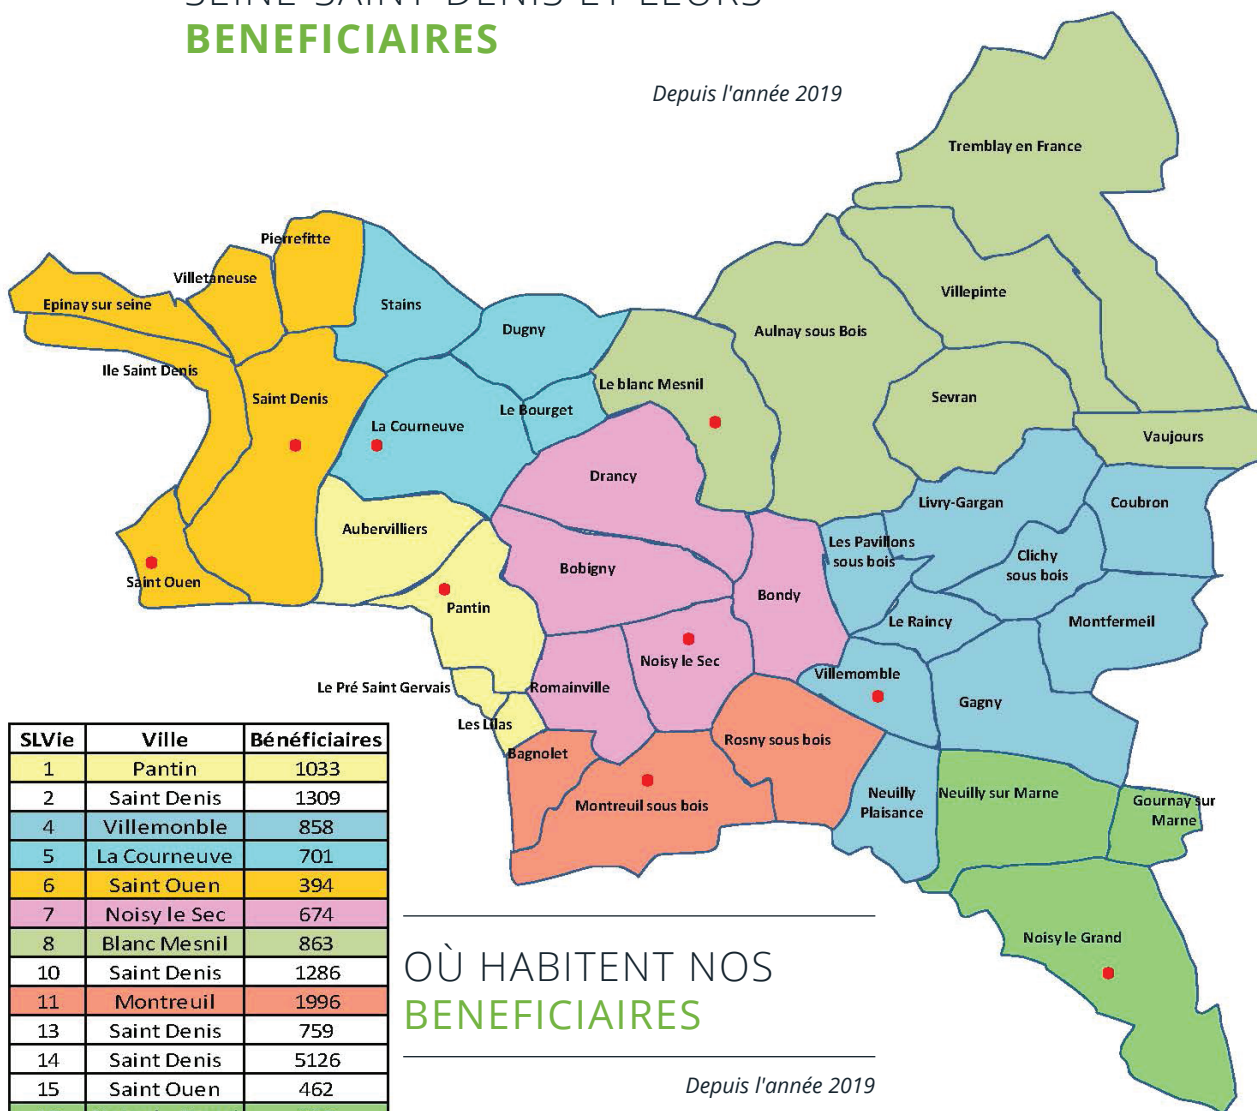 SEINE-SAINT-DENIS ET LEURS
BENEFICIAIRES
Depuis l'année 2019
Tremblay en France
Pierrefitte
Villetaneuse
Epinay sur seine
Stains
Villepinte
Dugny
Aulnay sous Bois
Ile Saint Denis
Saint Denis
Le blanc Mesnil
Sevran
Le Bourget
La Courneuve
Vaujours
Drancy
Livry-Gargan
Coubron
Aubervilliers
Les Pavillons
sous bois
Clichy
sous bois
Saint Ouen
Bobigny
Bondy
Pantin
Le Raincy
Montfermeil
Noisy le Sec
Villemomble
Le Pré Saint Gervais
Romainville
Gagny
Les Lilas
Rosny sous bois
Bagnolet
Neuilly
Plaisance
Neuilly sur Marne
Gournay sur
Marne
Montreuil sous bois
Noisy le Grand
SLVie Ville Bénéficiaires
1 Pantin 1033
2 Saint Denis 1309
4 Villemonble 858
5 La Courneuve 701
6 Saint Ouen 394
7 Noisy le Sec 674
8 Blanc Mesnil 863
10 Saint Denis 1286
11 Montreuil 1996
13 Saint Denis 759
14 Saint Denis 5126
15 Saint Ouen 462
OÙ HABITENT NOS
BENEFICIAIRES
Depuis l'année 2019